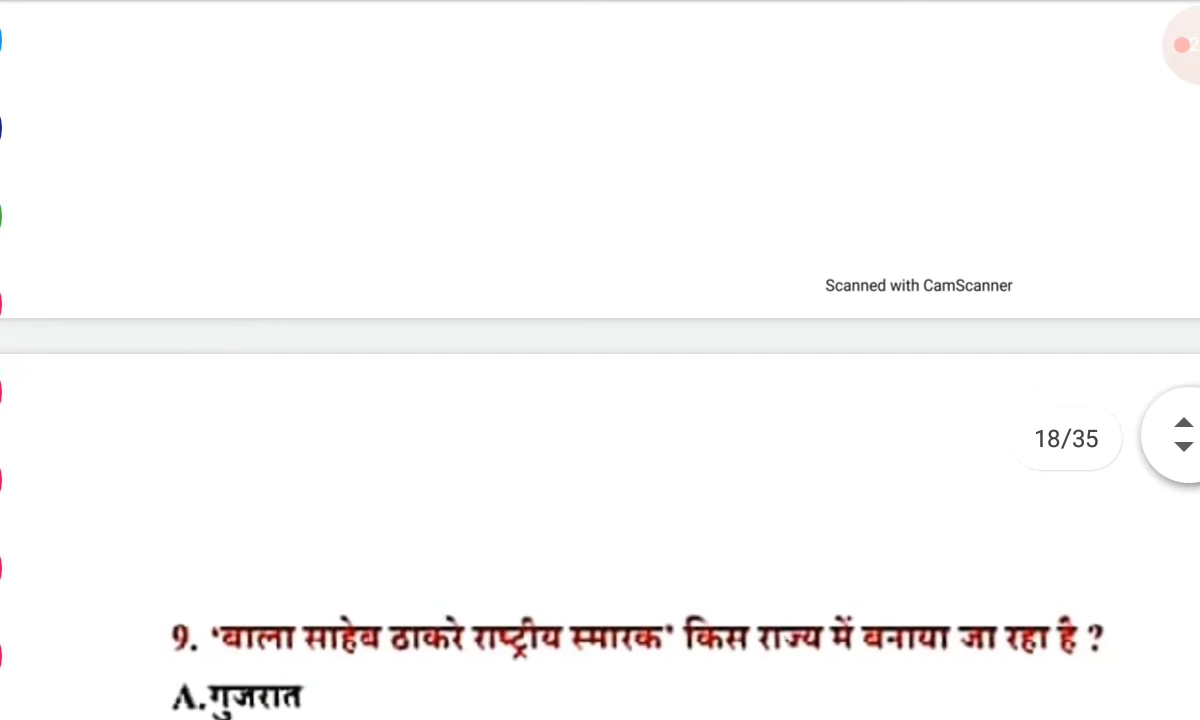 Scanned with CamScanner
18/35
9. 'बाला साहेब ठाकरे राष्ट्रीय स्मारक' किस राज्य में बनाया जा रहा है ?
A.गुजरात